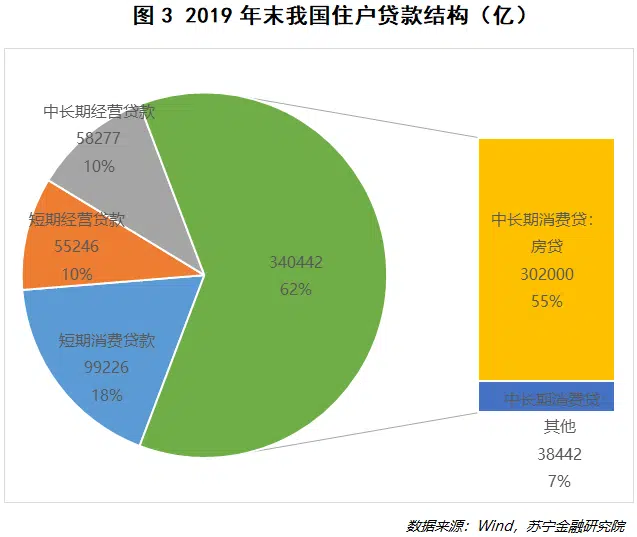 图 3 2019 年末我国住户贷款结构（亿）
中长期经营贷款
58277
10%
短期经营贷款
55246
10%
短期消费贷款
99226
18%
340442
62%
中长期消费贷：
房贷
302000
55%
中长期消费贷
其他
38442
7%
数据来源：Wind，苏宁金融研究院